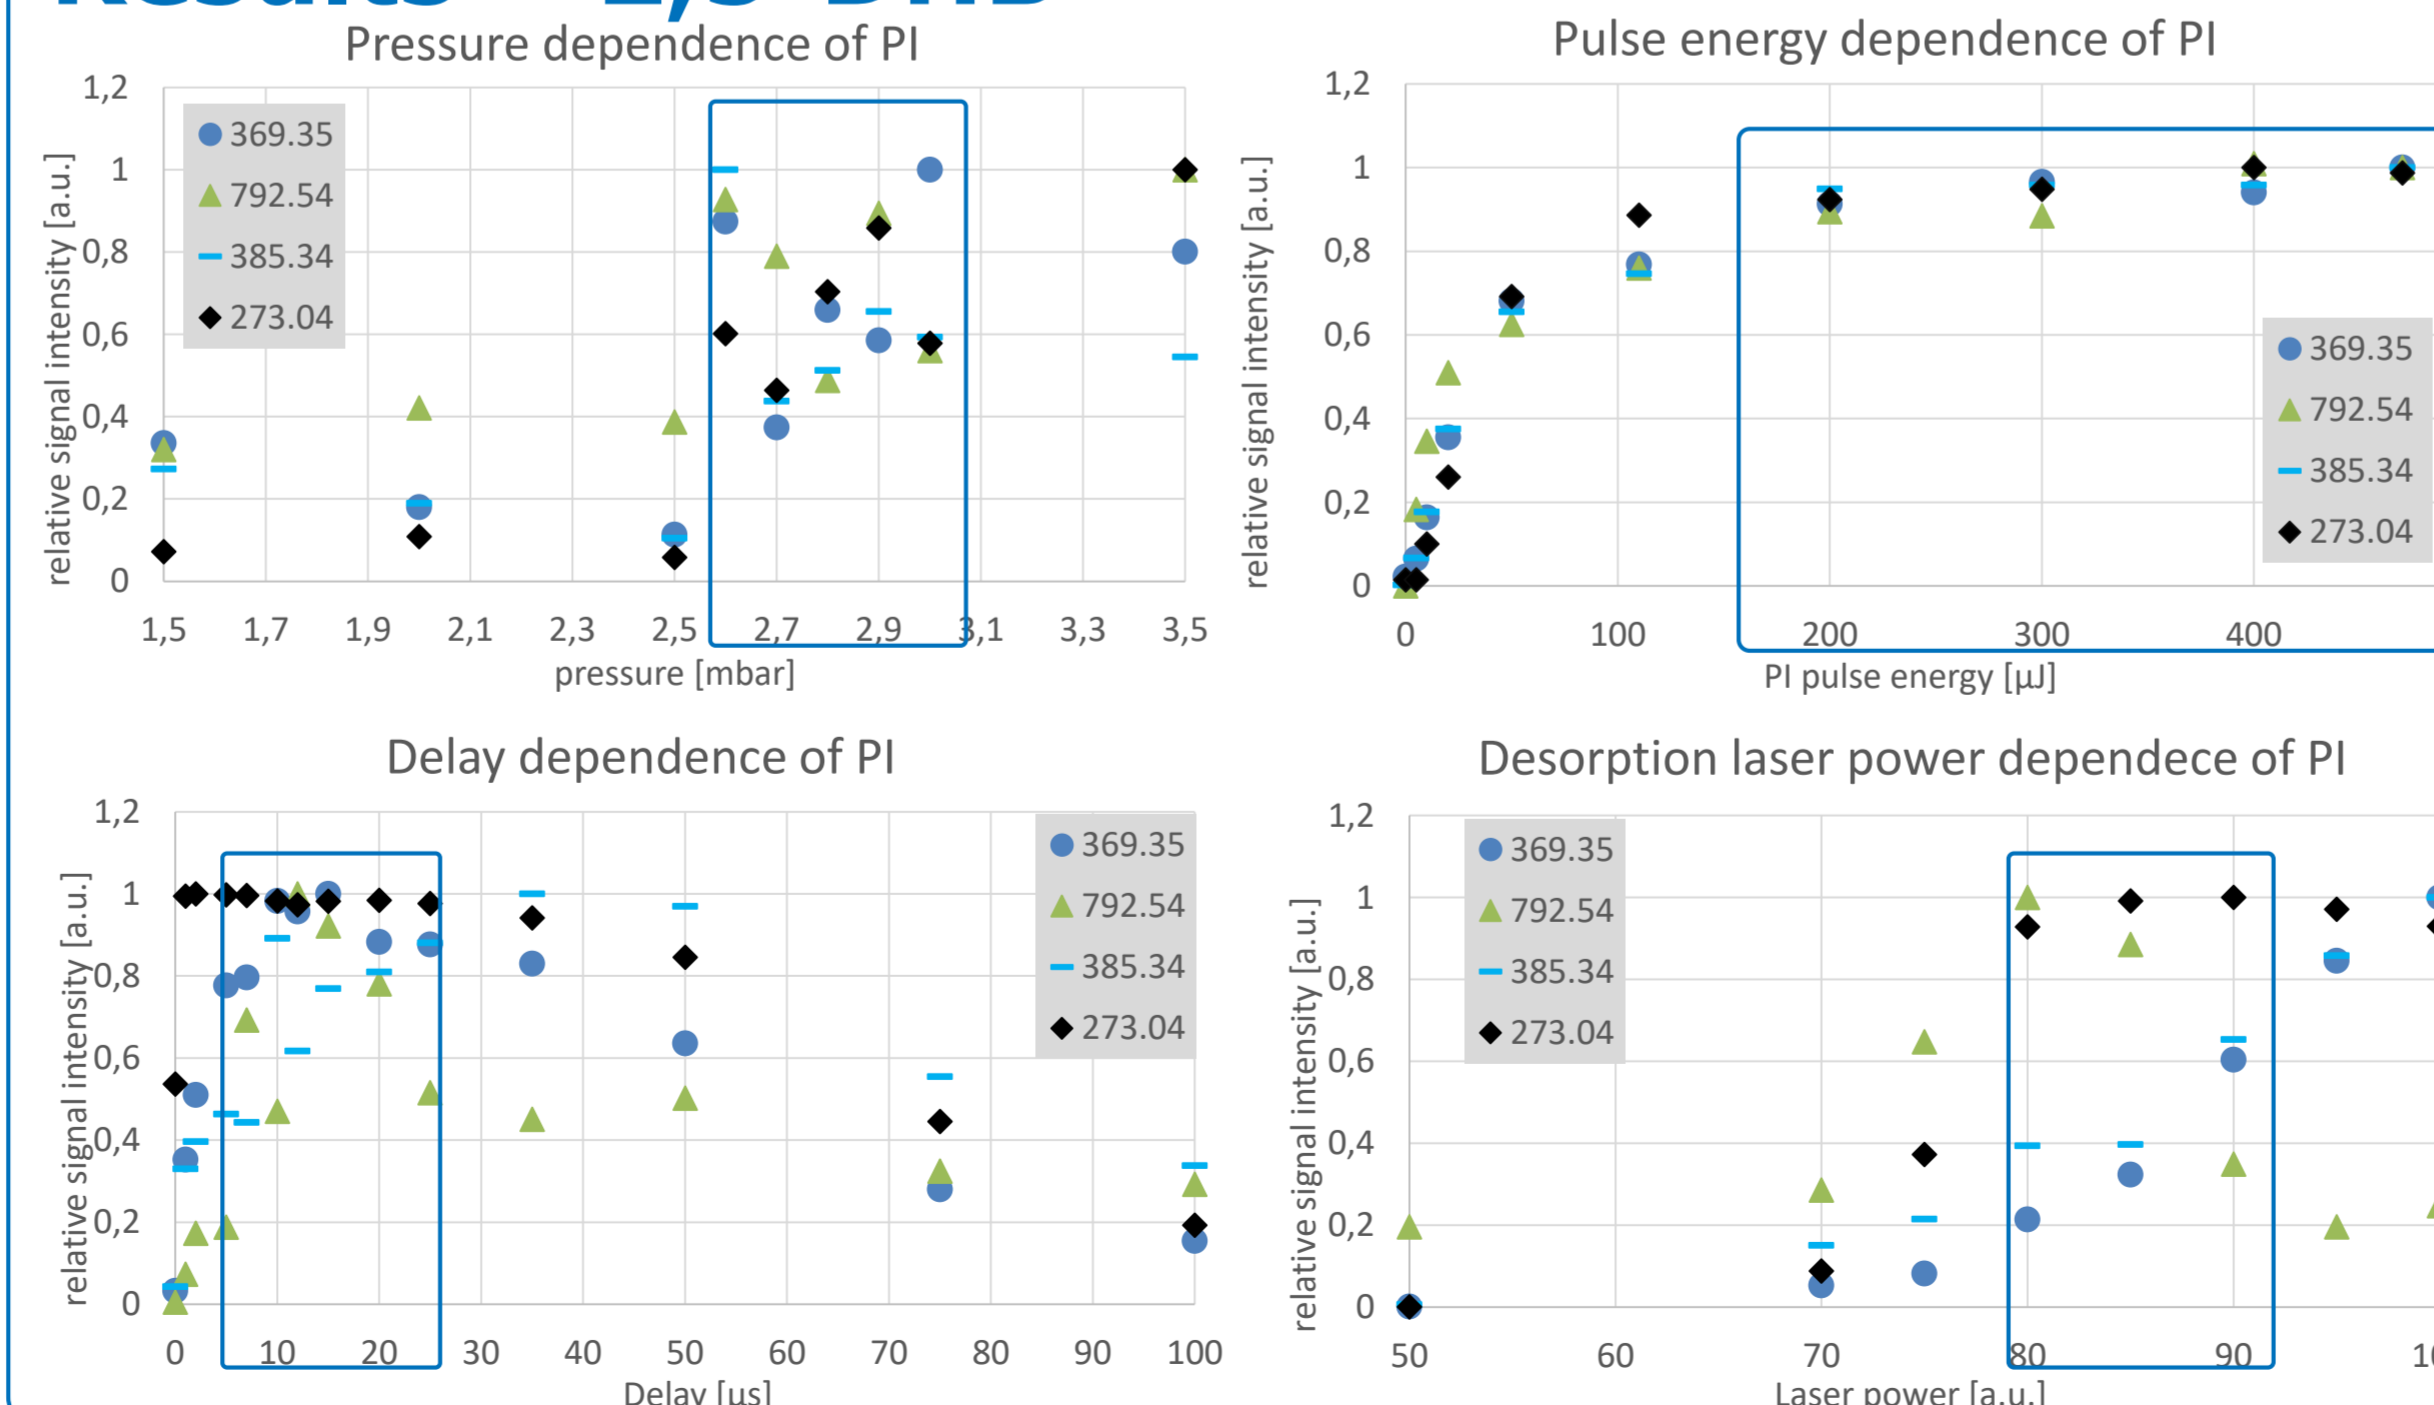 Pressure dependence of PI
1,2
1
0,8
0,6
0,4
0,2
0
relative signal intensity [a.u.]
369.35
792.54
385.34
273.04
1,5 1,7 1,9 2,1 2,3 2,5 2,7 2,9 3,1 3,3 3,5
pressure [mbar]
Pulse energy dependence of PI
1,2
1
0,8
0,6
0,4
0,2
0
relative signal intensity [a.u.]
369.35
792.54
385.34
273.04
0 100 200 300 400
PI pulse energy [µJ]
Delay dependence of PI
1,2
1
0,8
0,6
0,4
0,2
0
relative signal intensity [a.u.]
369.35
792.54
385.34
273.04
0 10 20 30 40 50 60 70 80 90 100
Delay [µs]
Desorption laser power dependece of PI
1,2
1
0,8
0,6
0,4
0,2
0
relative signal intensity [a.u.]
369.35
792.54
385.34
273.04
50 60 70 80 90
Laser power [a.u.]